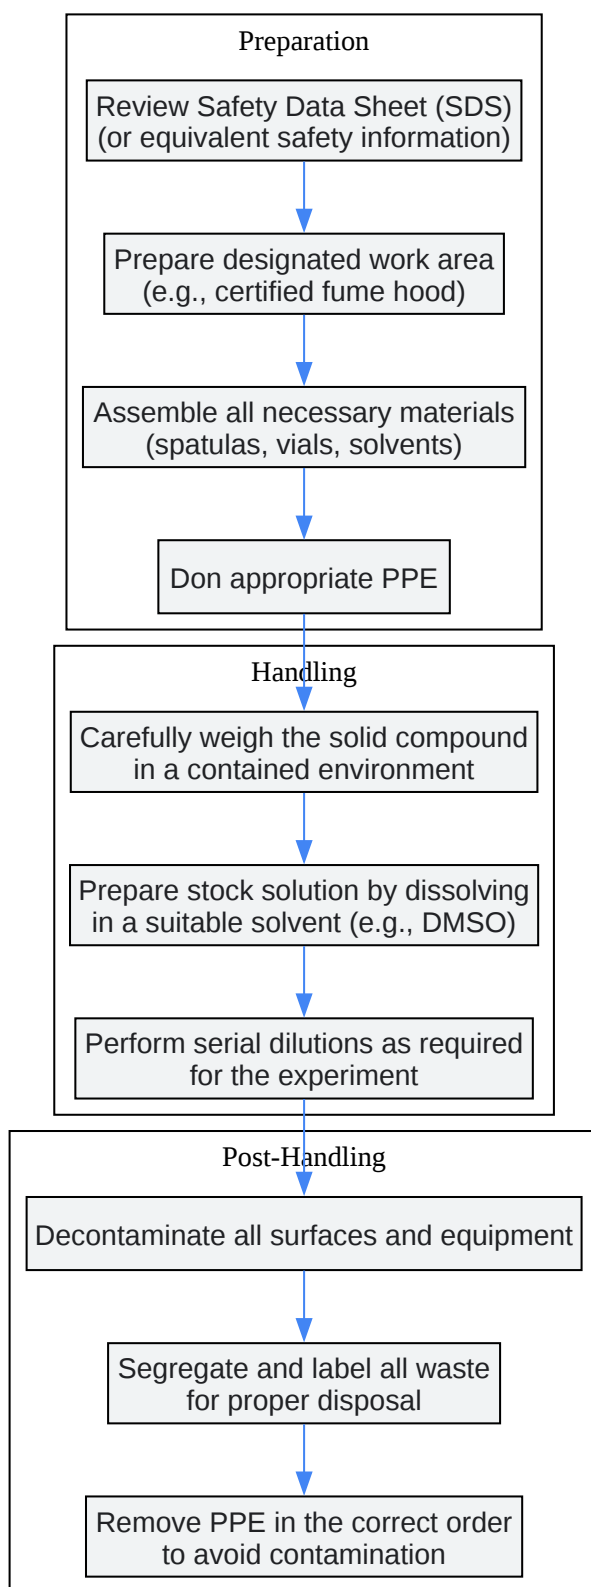 Preparation
Review Safety Data Sheet (SDS)
(or equivalent safety information)
Prepare designated work area
(e.g., certified fume hood)
Assemble all necessary materials
(spatulas, vials, solvents)
Don appropriate PPE
Handling
Carefully weigh the solid compound
in a contained environment
Prepare stock solution by dissolving
in a suitable solvent (e.g., DMSO)
Perform serial dilutions as required
for the experiment
Post-Handling
Decontaminate all surfaces and equipment
Segregate and label all waste
for proper disposal
Remove PPE in the correct order
to avoid contamination